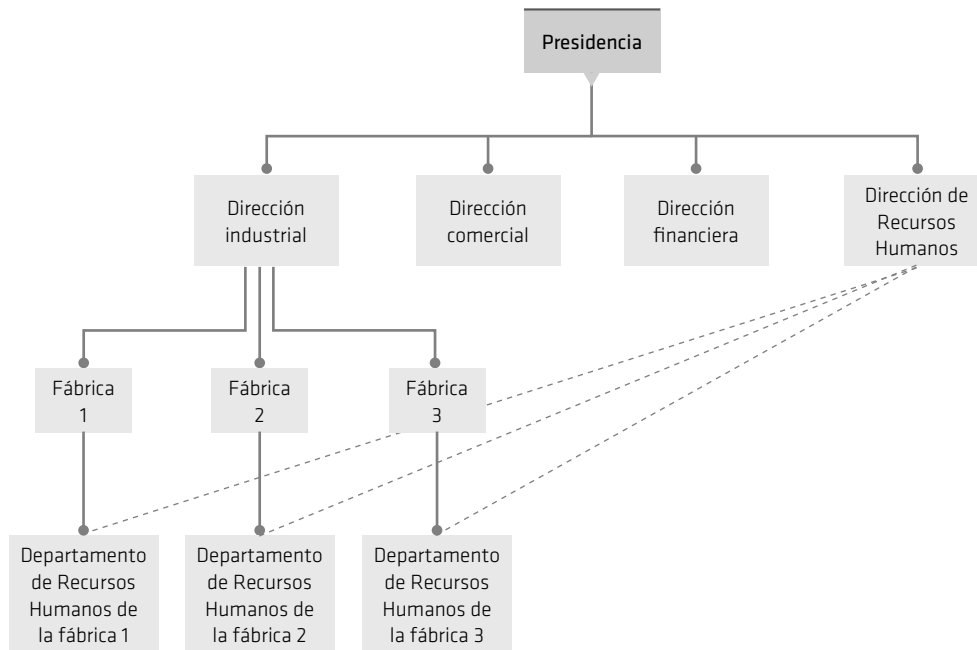 Presidencia
Dirección
industrial
Dirección
comercial
Dirección
financiera
Dirección de
Recursos
Humanos
Fábrica
1
Fábrica
2
Fábrica
3
Departamento
de Recursos
Humanos de
la fábrica 1
Departamento
de Recursos
Humanos de
la fábrica 2
Departamento
de Recursos
Humanos de
la fábrica 3